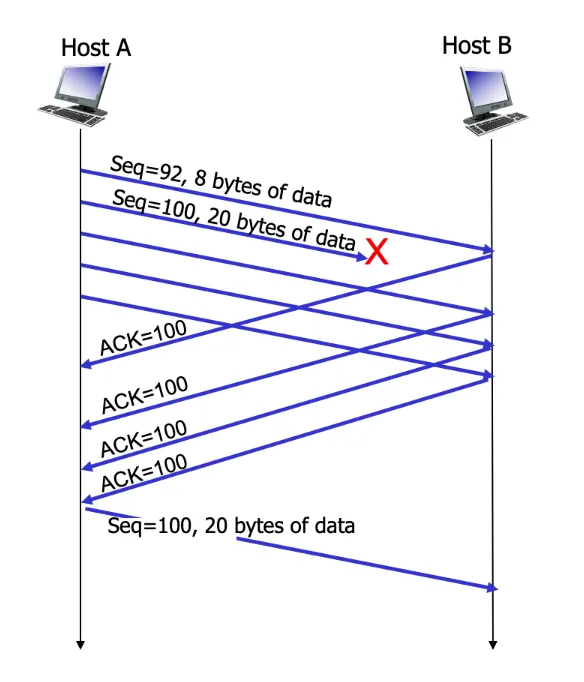 Host A
Host B
Seq=92, 8 bytes of data
Seq=100, 20 bytes of data
X
ACK=100
ACK=100
ACK=100
ACK=100
Seq=100, 20 bytes of data